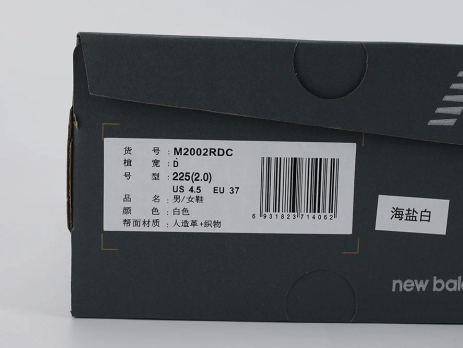 货 号：M2002RDC
楦 宽：D
号 型：225(2.0)
US 4.5 EU 37
品 名：男/女鞋
颜 色：白色
帮面材质：人造革+织物
6 931823 714062
海盐白
new bala